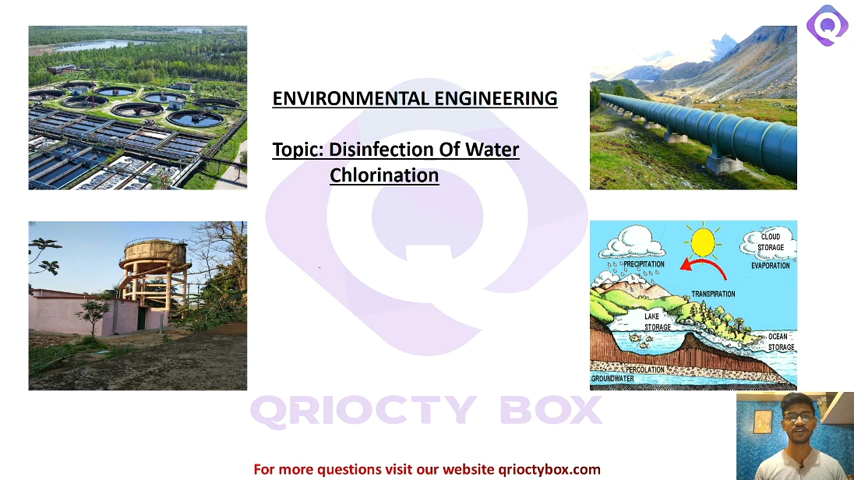 ENVIRONMENTAL ENGINEERING
Topic: Disinfection Of Water
Chlorination
CLOUD
STORAGE
PRECIPITATION
EVAPORATION
TRANSPIRATION
LAKE
STORAGE
OCEAN
STORAGE
PERCOLATION
GROUNDWATER
QRIOCTY BOX
For more questions visit our website qrioctybox.com